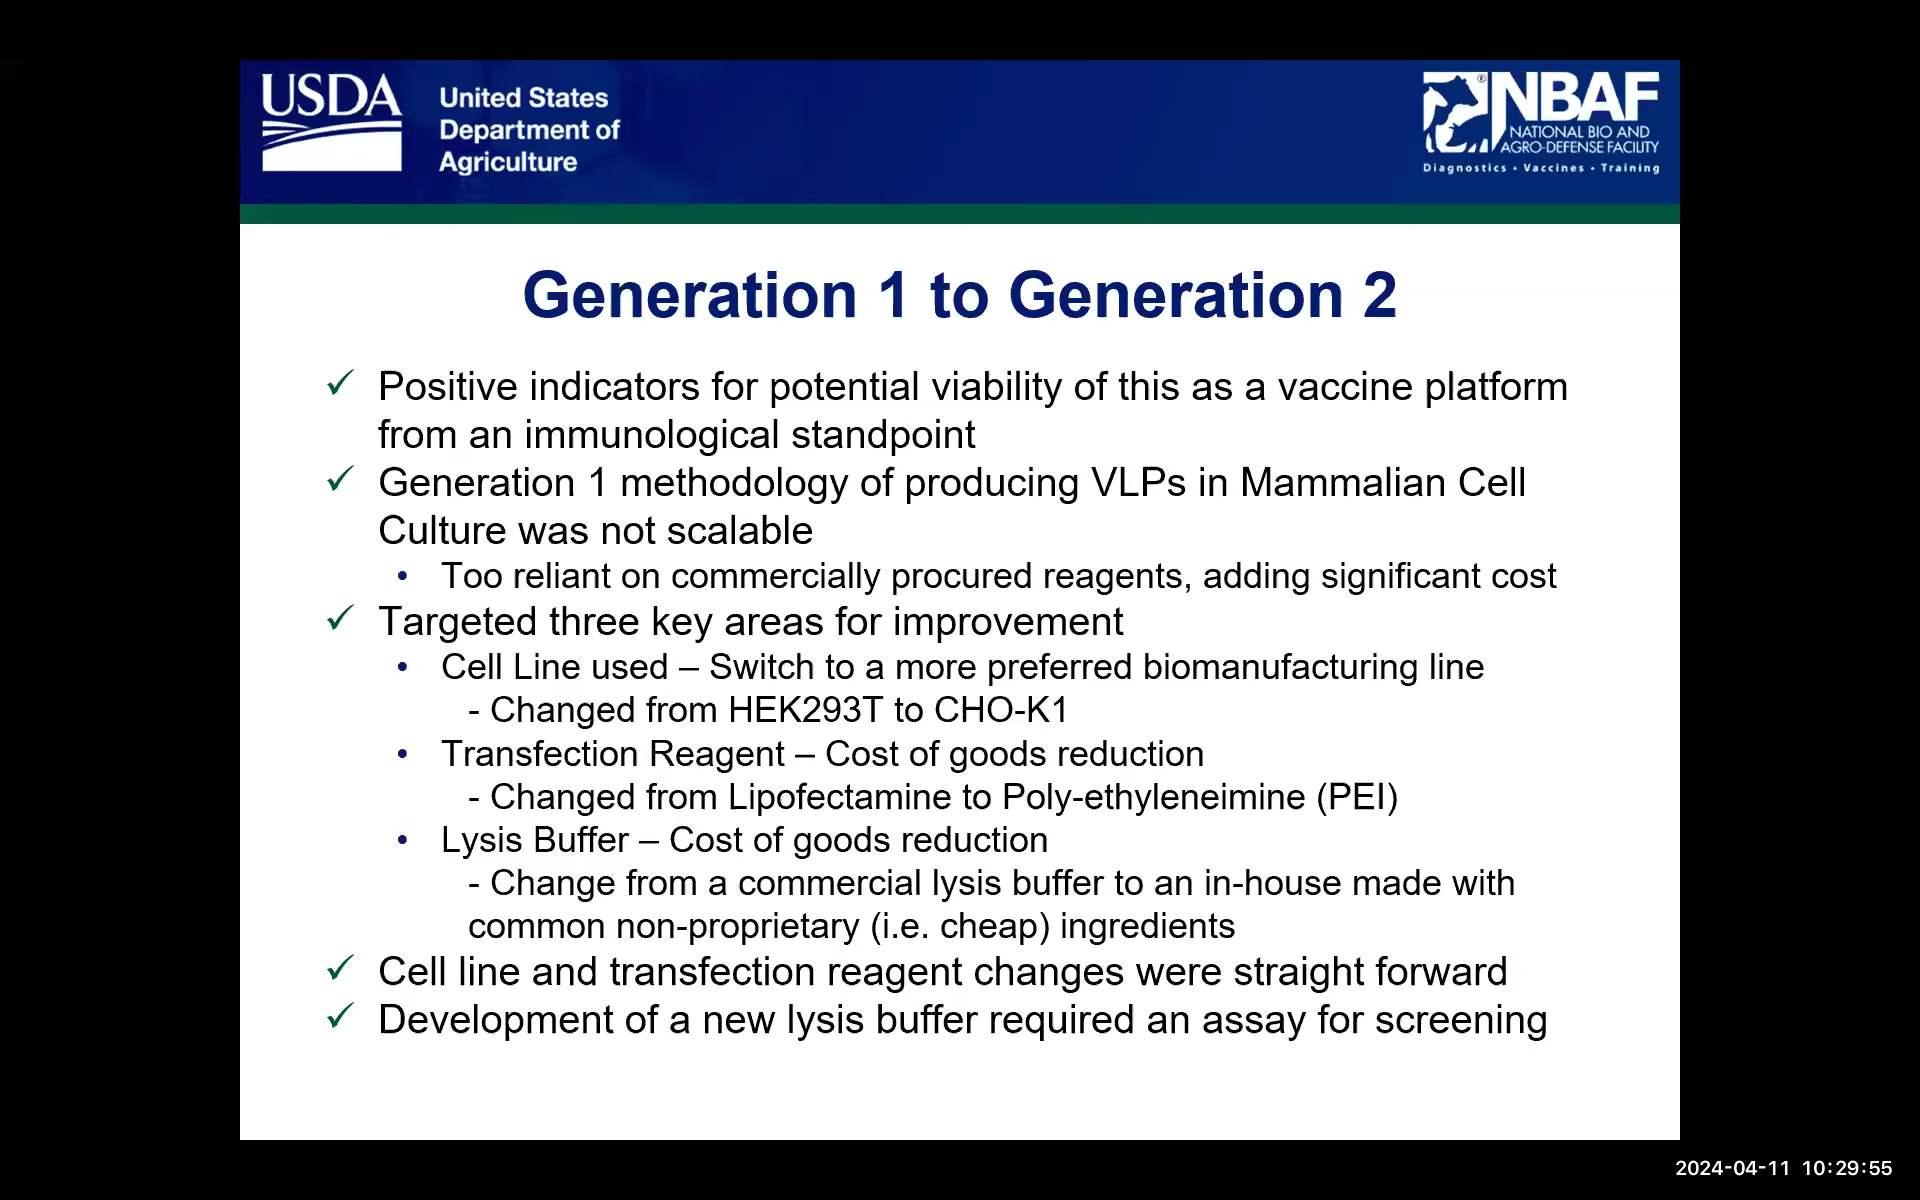 USDA
United States
Department of
Agriculture
®
NBAF
NATIONAL BIO AND
AGRO-DEFENSE FACILITY
Diagnostics • Vaccines • Training
Generation 1 to Generation 2
✓ Positive indicators for potential viability of this as a vaccine platform
from an immunological standpoint
✓ Generation 1 methodology of producing VLPs in Mammalian Cell
Culture was not scalable
• Too reliant on commercially procured reagents, adding significant cost
✓ Targeted three key areas for improvement
• Cell Line used – Switch to a more preferred biomanufacturing line
- Changed from HEK293T to CHO-K1
• Transfection Reagent – Cost of goods reduction
- Changed from Lipofectamine to Poly-ethyleneimine (PEI)
• Lysis Buffer – Cost of goods reduction
- Change from a commercial lysis buffer to an in-house made with
common non-proprietary (i.e. cheap) ingredients
✓ Cell line and transfection reagent changes were straight forward
✓ Development of a new lysis buffer required an assay for screening
2024-04-11 10:29:55